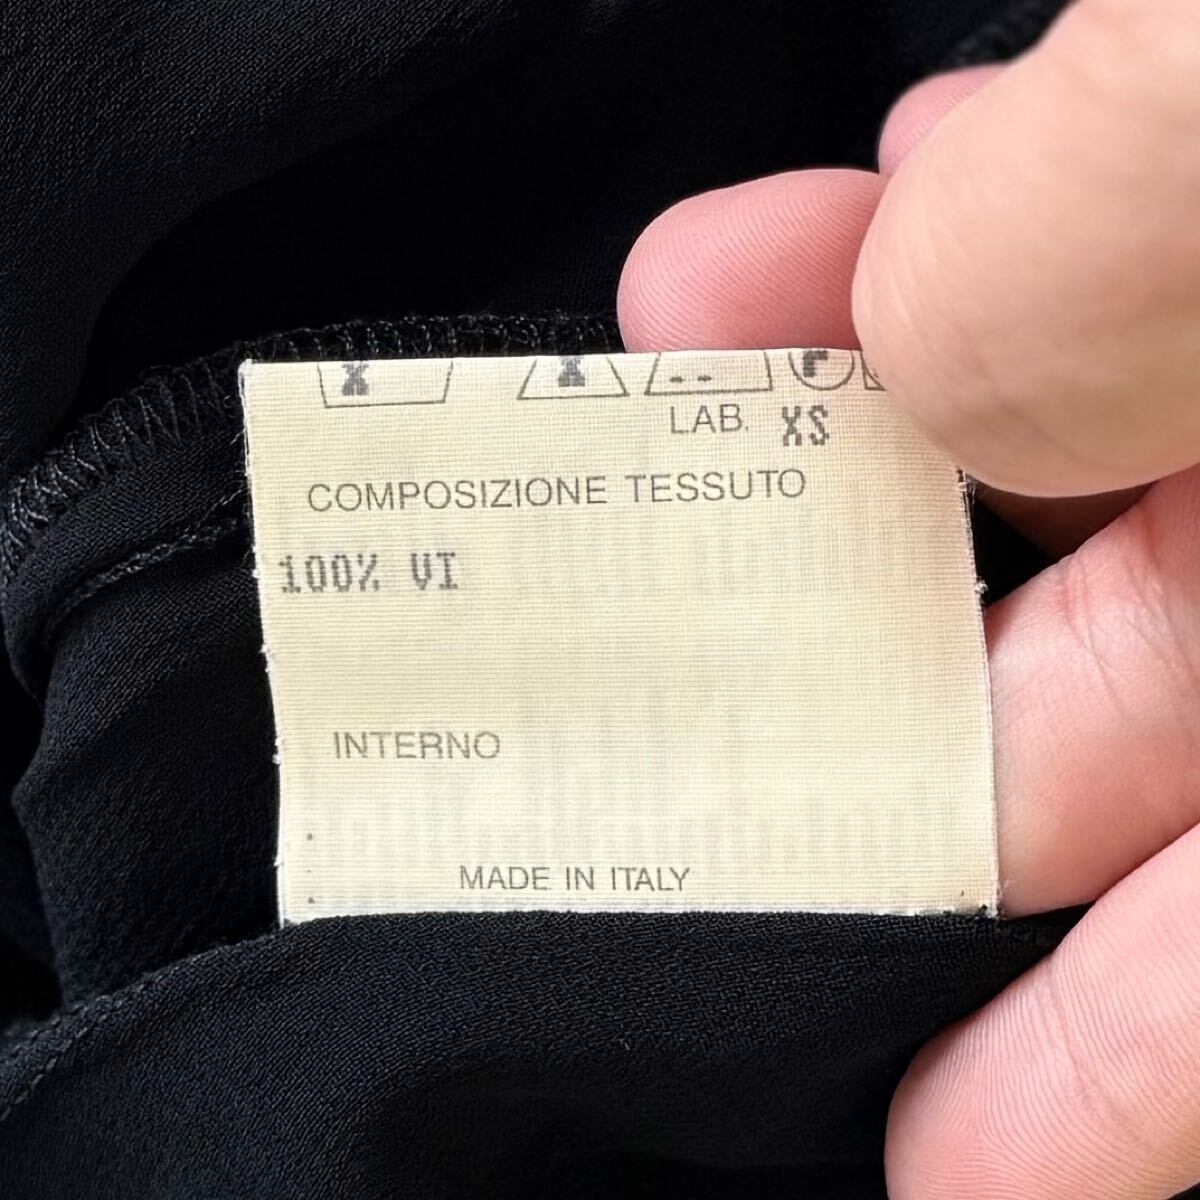 X X F
LAB. XS
COMPOSIZIONE TESSUTO
100% VI
INTERNO
MADE IN ITALY